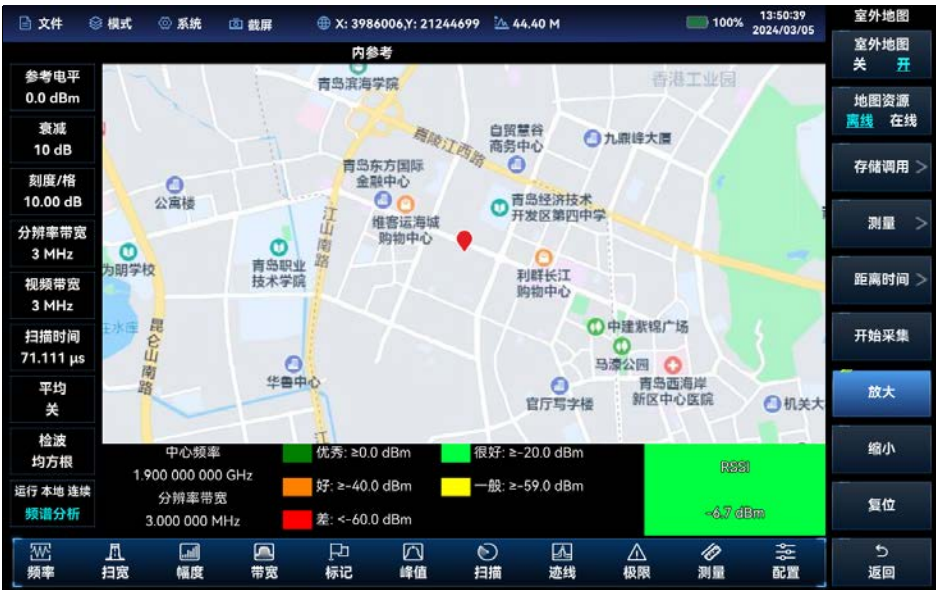 文件 模式 系统 截屏 X: 3986006,Y: 21244699 44.40 M 100% 13:50:39
2024/03/05
内参考
参考电平
0.0 dBm
衰减
10 dB
刻度/格
10.00 dB
分辨率带宽
3 MHz
视频带宽
3 MHz
扫描时间
71.111 μs
平均
关
检波
均方根
运行 本地 连续
频谱分析
青岛滨海学院
香港工业园
嘉陵江西路
自贸慧谷
商务中心
九鼎峰大厦
青岛东方国际
金融中心
公寓楼
江山南路
维客运海城
购物中心
青岛经济技术
开发区第四中学
为明学校
青岛职业
技术学院
利群长江
购物中心
昆仑山南路
中建紫锦广场
马濠公园
华鲁中心
官厅写字楼
青岛西海岸
新区中心医院
机关大
江
中心频率
1.900 000 000 GHz
分辨率带宽
3.000 000 MHz
优秀: ≥0.0 dBm
很好: ≥-20.0 dBm
好: ≥-40.0 dBm
一般: ≥-59.0 dBm
差: <-60.0 dBm
RSSI
-6.7 dBm
室外地图
室外地图
关 开
地图资源
离线 在线
存储调用 >
测量 >
距离时间 >
开始采集
放大
缩小
复位
返回
频率 扫宽 幅度 带宽 标记 峰值 扫描 迹线 极限 测量 配置